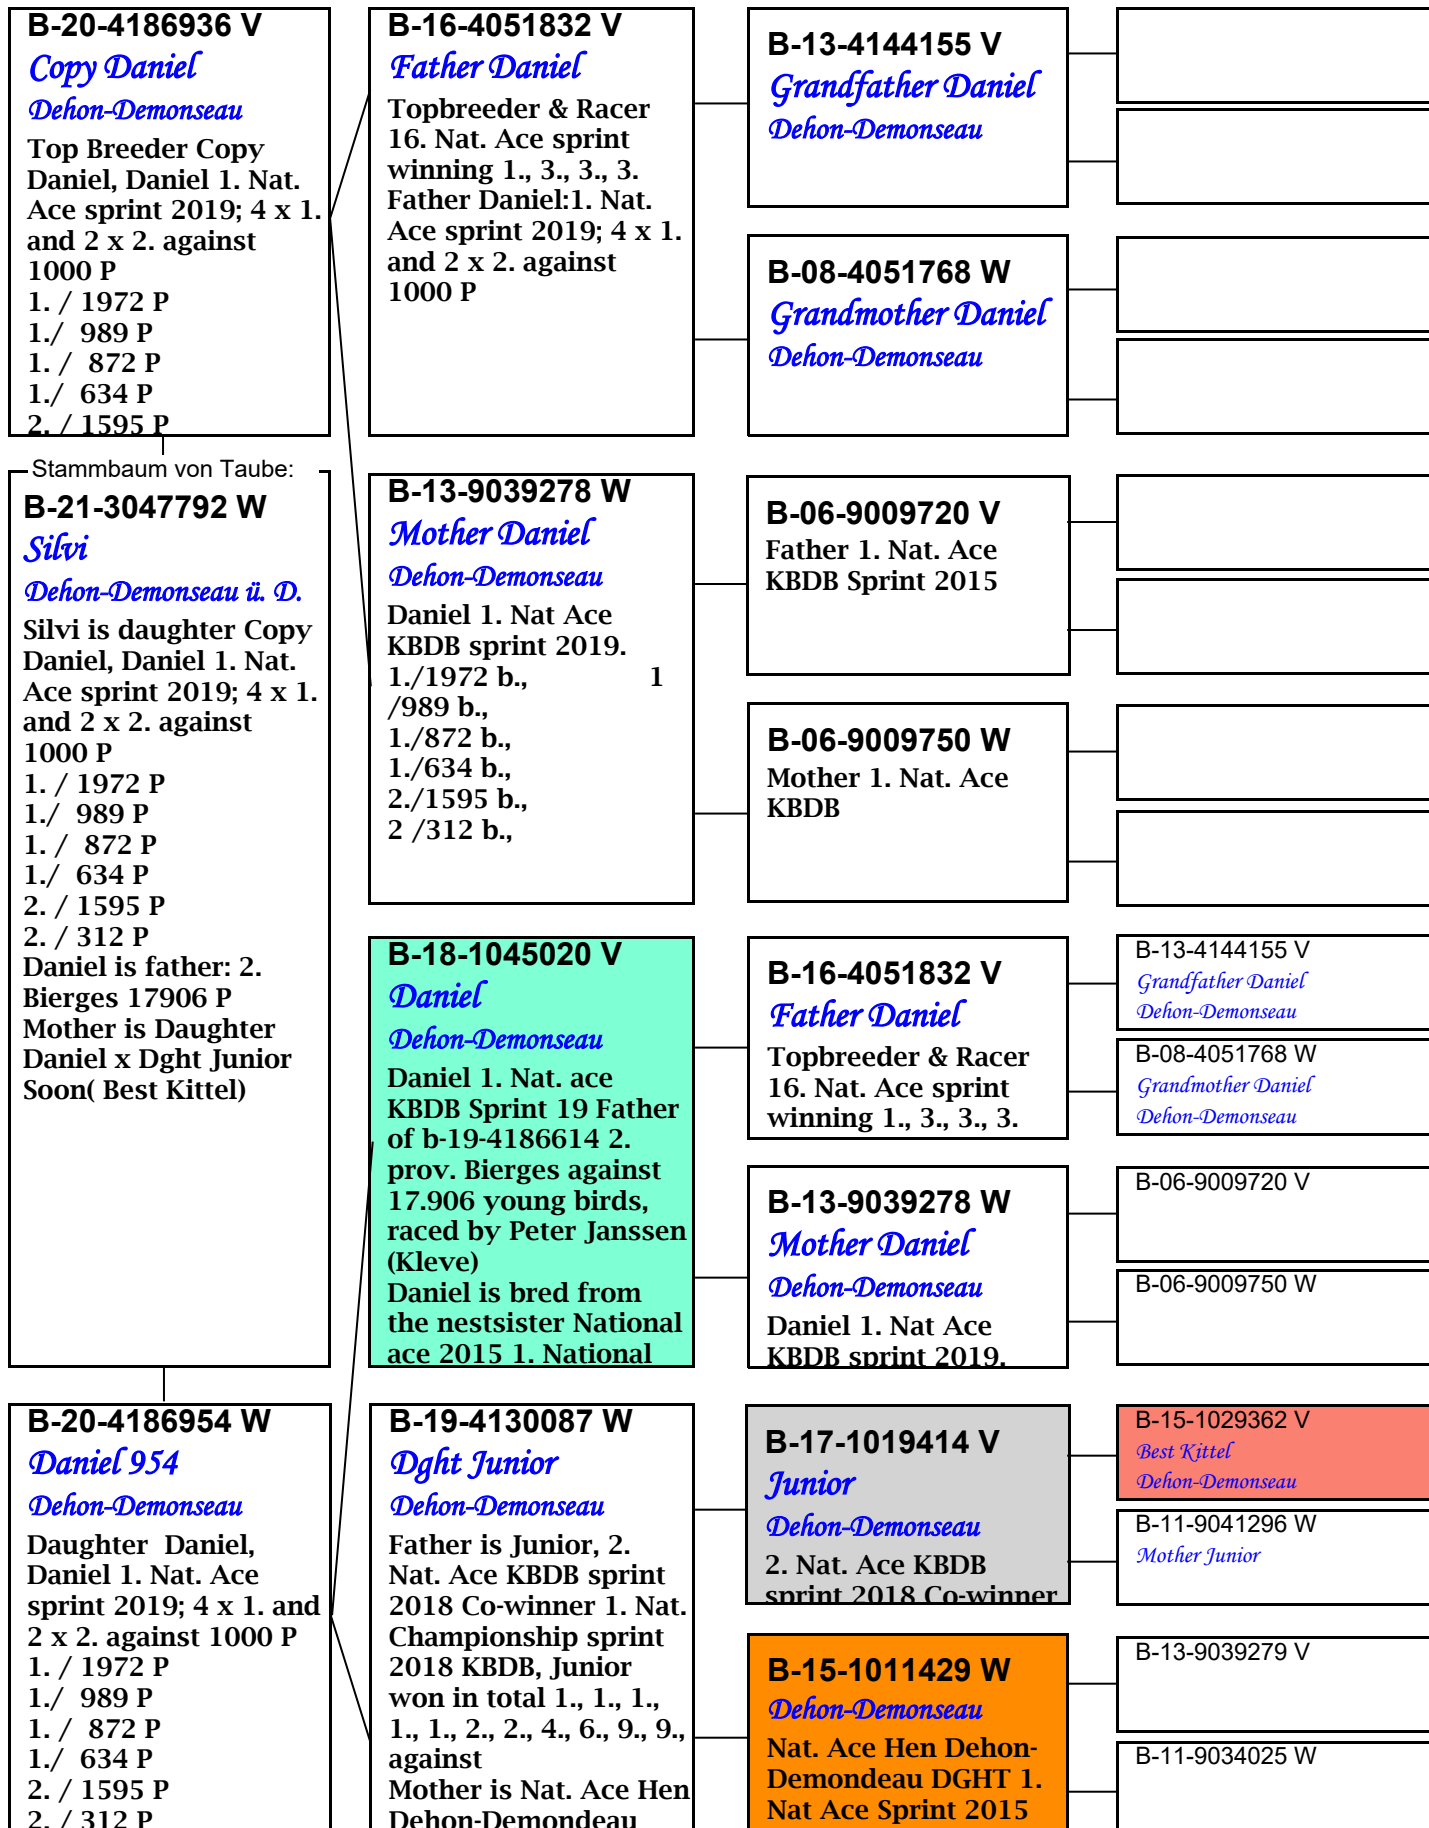 B-20-4186936 V
Copy Daniel
Dehon-Demonseau
Top Breeder Copy
Daniel, Daniel 1. Nat.
Ace sprint 2019; 4 x 1.
and 2 x 2. against
1000 P
1. / 1972 P
1./ 989 P
1. / 872 P
1./ 634 P
2. / 1595 P
Stammbaum von Taube:
B-21-3047792 W
Silvi
Dehon-Demonseau ü. D.
Silvi is daughter Copy
Daniel, Daniel 1. Nat.
Ace sprint 2019; 4 x 1.
and 2 x 2. against
1000 P
1. / 1972 P
1./ 989 P
1. / 872 P
1./ 634 P
2. / 1595 P
2. / 312 P
Daniel is father: 2.
Bierges 17906 P
Mother is Daughter
Daniel x Dght Junior
Soon( Best Kittel)
B-20-4186954 W
Daniel 954
Dehon-Demonseau
Daughter Daniel,
Daniel 1. Nat. Ace
sprint 2019; 4 x 1. and
2 x 2. against 1000 P
1. / 1972 P
1./ 989 P
1. / 872 P
1./ 634 P
2. / 1595 P
2. / 312 P
B-16-4051832 V
Father Daniel
Topbreeder & Racer
16. Nat. Ace sprint
winning 1., 3., 3., 3.
Father Daniel:1. Nat.
Ace sprint 2019; 4 x 1.
and 2 x 2. against
1000 P
B-13-9039278 W
Mother Daniel
Dehon-Demonseau
Daniel 1. Nat Ace
KBDB sprint 2019.
1./1972 b., 1
/989 b.,
1./872 b.,
1./634 b.,
2./1595 b.,
2 /312 b.,
B-18-1045020 V
Daniel
Dehon-Demonseau
Daniel 1. Nat. ace
KBDB Sprint 19 Father
of b-19-4186614 2.
prov. Bierges against
17.906 young birds,
raced by Peter Janssen
(Kleve)
Daniel is bred from
the nestsister National
ace 2015 1. National
B-19-4130087 W
Dght Junior
Dehon-Demonseau
Father is Junior, 2.
Nat. Ace KBDB sprint
2018 Co-winner 1. Nat.
Championship sprint
2018 KBDB, Junior
won in total 1., 1., 1.,
1., 1., 2., 2., 4., 6., 9., 9.,
against
Mother is Nat. Ace Hen
Dehon-Demondeau
B-13-4144155 V
Grandfather Daniel
Dehon-Demonseau
B-08-4051768 W
Grandmother Daniel
Dehon-Demonseau
B-06-9009720 V
Father 1. Nat. Ace
KBDB Sprint 2015
B-06-9009750 W
Mother 1. Nat. Ace
KBDB
B-16-4051832 V
Father Daniel
Topbreeder & Racer
16. Nat. Ace sprint
winning 1., 3., 3., 3.
B-13-9039278 W
Mother Daniel
Dehon-Demonseau
Daniel 1. Nat Ace
KBDB sprint 2019.
B-17-1019414 V
Junior
Dehon-Demonseau
2. Nat. Ace KBDB
sprint 2018 Co-winner
B-15-1011429 W
Dehon-Demonseau
Nat. Ace Hen Dehon-
Demondeau DGHT 1.
Nat Ace Sprint 2015
B-13-4144155 V
Grandfather Daniel
Dehon-Demonseau
B-08-4051768 W
Grandmother Daniel
Dehon-Demonseau
B-06-9009720 V
B-06-9009750 W
B-15-1029362 V
Best Kittel
Dehon-Demonseau
B-11-9041296 W
Mother Junior
B-13-9039279 V
B-11-9034025 W